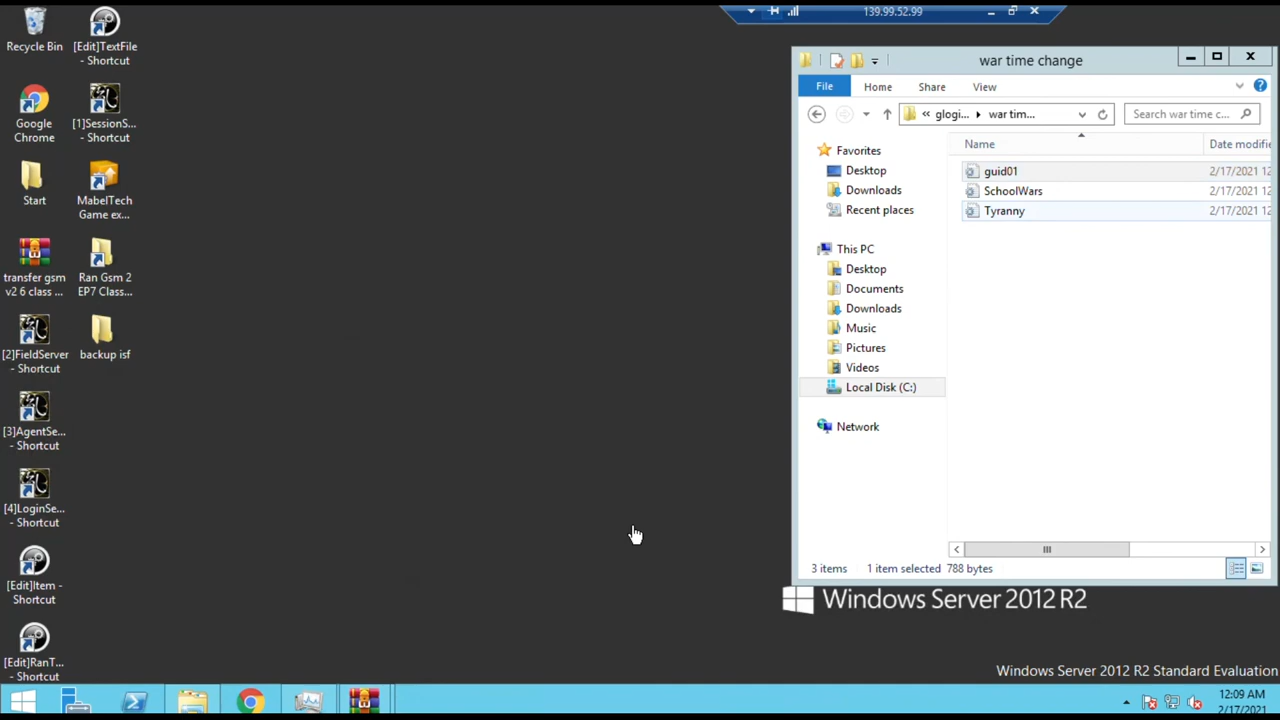 139.99.52.99
Recycle Bin
[Edit]TextFile
- Shortcut
Google
Chrome
[1]SessionS...
- Shortcut
Start
MabelTech
Game ex...
transfer gsm
v2 6 class ...
Ran Gsm 2
EP7 Class...
[2]FieldServer
- Shortcut
backup isf
[3]AgentSe...
- Shortcut
[4]LoginSe...
- Shortcut
[Edit]Item -
Shortcut
[Edit]RanT...
- Shortcut
war time change
File Home Share View
« glogi... ▸ war tim...
Search war time c...
Name Date modifie
Favorites
Desktop
Downloads
Recent places
This PC
Desktop
Documents
Downloads
Music
Pictures
Videos
Local Disk (C:)
Network
guid01 2/17/2021 12
SchoolWars 2/17/2021 12
Tyranny 2/17/2021 12
3 items 1 item selected 788 bytes
Windows Server 2012 R2
Windows Server 2012 R2 Standard Evaluation
12:09 AM
2/17/2021